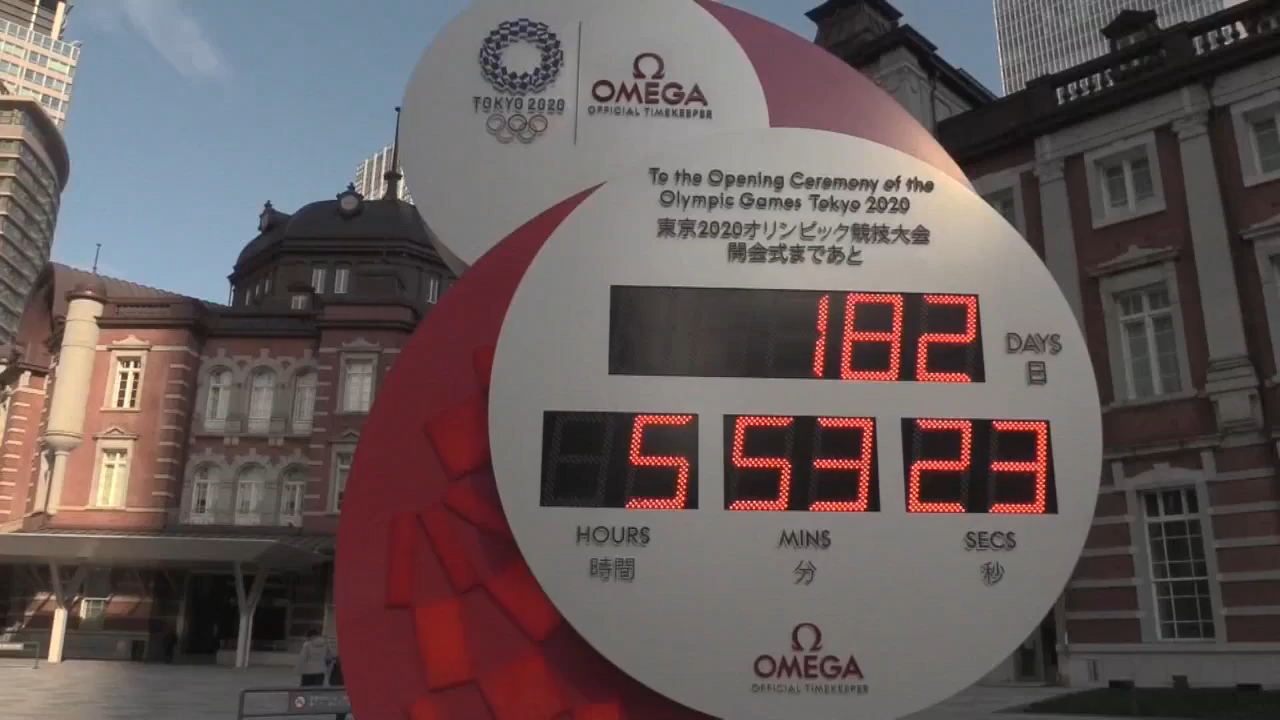 TOKYO 2020
Ω
OMEGA
OFFICIAL TIMEKEEPER
To the Opening Ceremony of the
Olympic Games Tokyo 2020
東京2020オリンピック競技大会
開会式まであと
182
DAYS
日
5 53 23
HOURS MINS SECS
時間 分 秒
Ω
OMEGA
OFFICIAL TIMEKEEPER